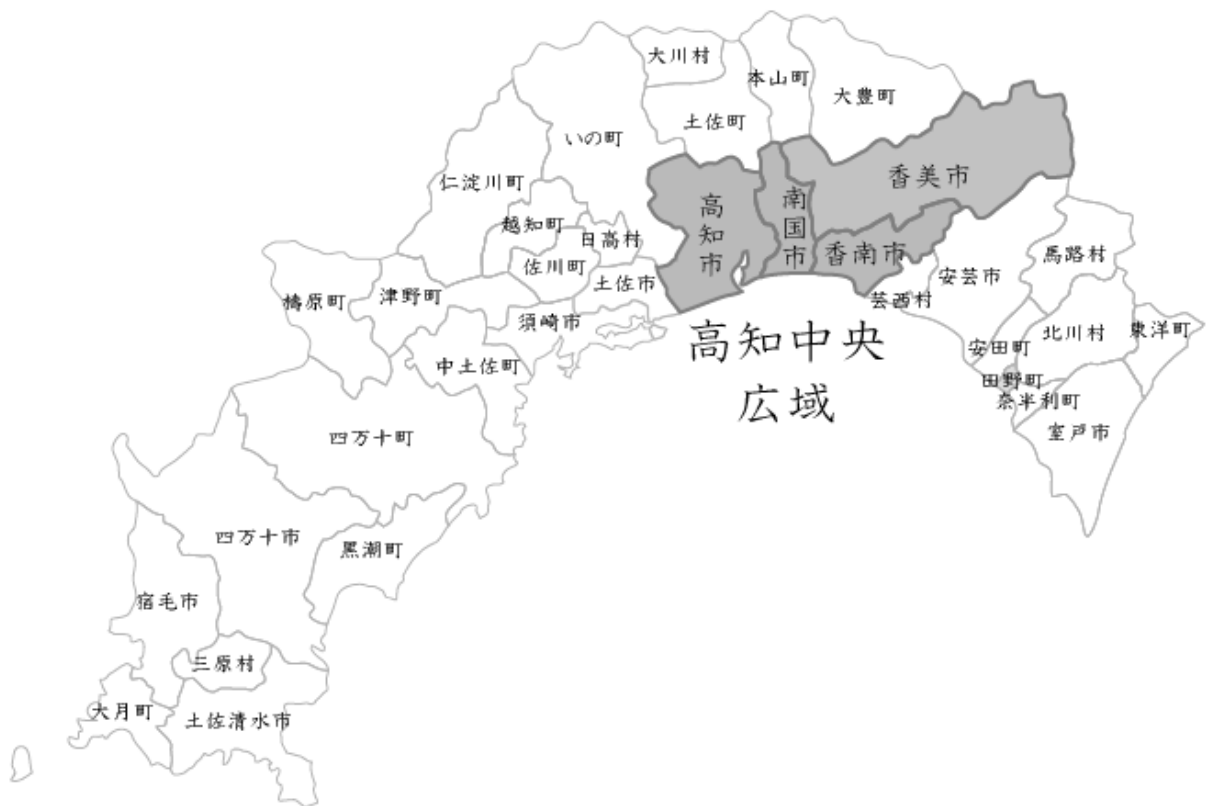 大川村
本山町
大豊町
土佐町
いの町
仁淀川町
香美市
高知市
南国市
越知町
日高村
香南市
馬路村
佐川町
安芸市
土佐市
津野町
梼原町
芸西村
須崎市
北川村
東洋町
高知中央
広域
安田町
中土佐町
田野町
奈半利町
室戸市
四万十町
四万十市
黒潮町
宿毛市
三原村
大月町
土佐清水市